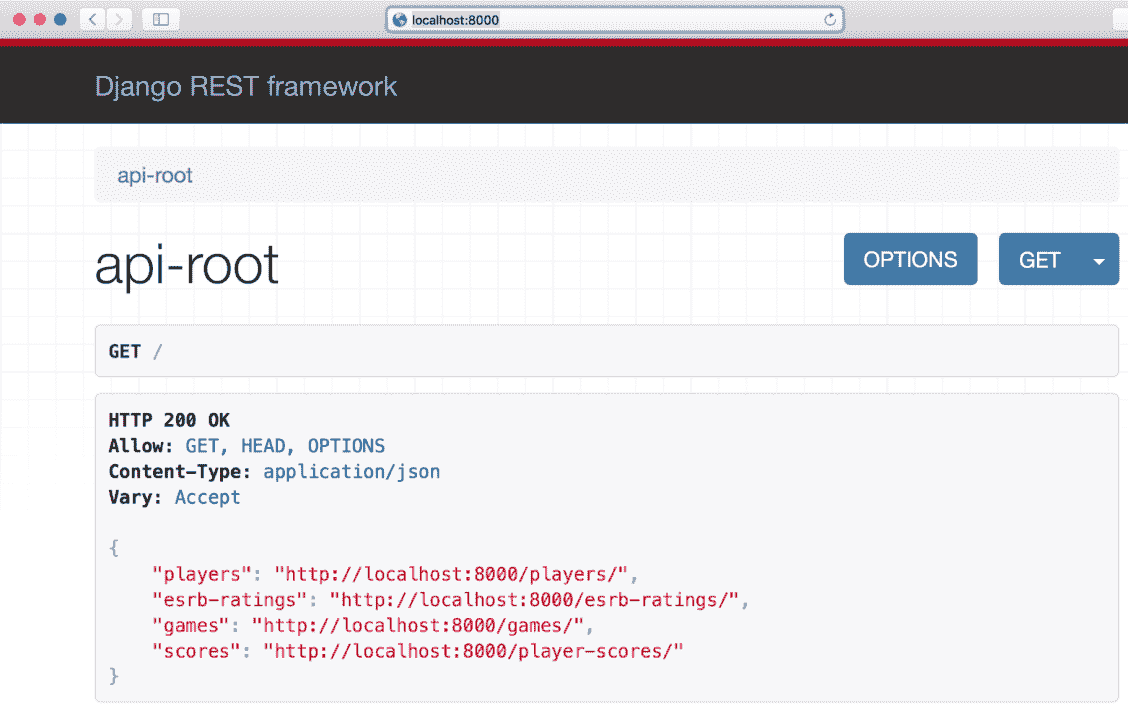 localhost:8000
Django REST framework
api-root
api-root
OPTIONS
GET
GET /
HTTP 200 OK
Allow: GET, HEAD, OPTIONS
Content-Type: application/json
Vary: Accept
{
    "players": "http://localhost:8000/players/",
    "esrb-ratings": "http://localhost:8000/esrb-ratings/",
    "games": "http://localhost:8000/games/",
    "scores": "http://localhost:8000/player-scores/"
}